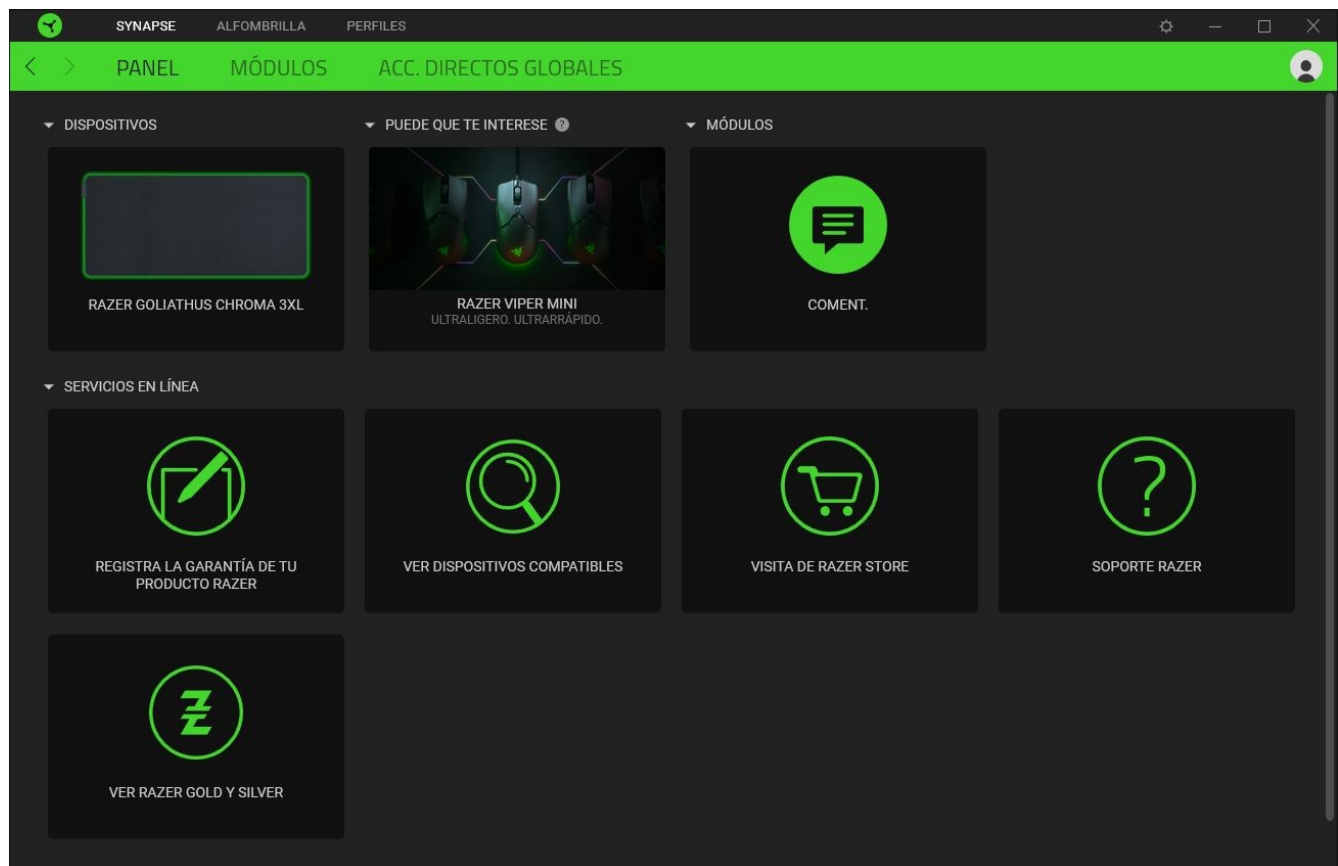 SYNAPSE ALFOMBRILLA PERFILES
PANEL MÓDULOS ACC. DIRECTOS GLOBALES
DISPOSITIVOS
PUEDE QUE TE INTERESE ?
MÓDULOS
RAZER GOLIATHUS CHROMA 3XL
RAZER VIPER MINI
ULTRALIGERO. ULTRARRÁPIDO.
COMENT.
SERVICIOS EN LÍNEA
REGISTRA LA GARANTÍA DE TU
PRODUCTO RAZER
VER DISPOSITIVOS COMPATIBLES
VISITA DE RAZER STORE
SOPORTE RAZER
VER RAZER GOLD Y SILVER